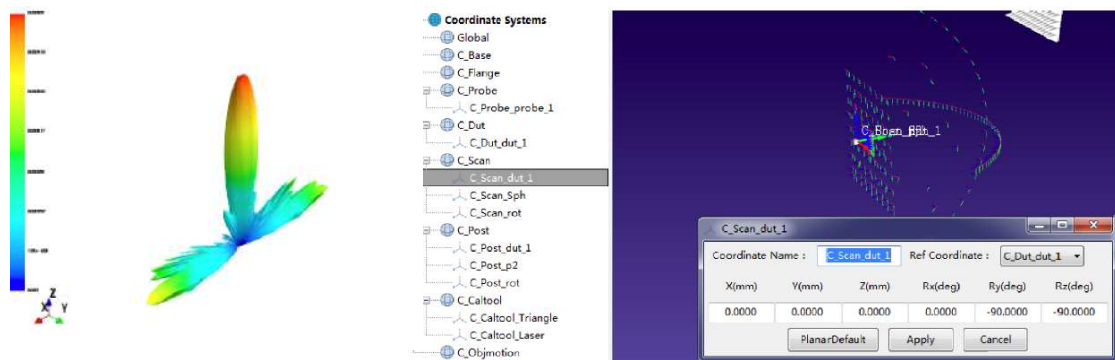 Z
X
Y
Coordinate Systems
Global
C_Base
C_Flange
C_Probe
C_Probe_probe_1
C_Dut
C_Dut_dut_1
C_Scan
C_Scan_dut_1
C_Scan_Sph
C_Scan_rot
C_Post
C_Post_dut_1
C_Post_p2
C_Post_rot
C_Caltool
C_Caltool_Triangle
C_Caltool_Laser
C_Objmotion
C_Scan_dut_1
Coordinate Name : C_Scan_dut_1 Ref Coordinate : C_Dut_dut_1
X(mm) Y(mm) Z(mm) Rx(deg) Ry(deg) Rz(deg)
0.0000 0.0000 0.0000 0.0000 -90.0000 -90.0000
PlanarDefault Apply Cancel